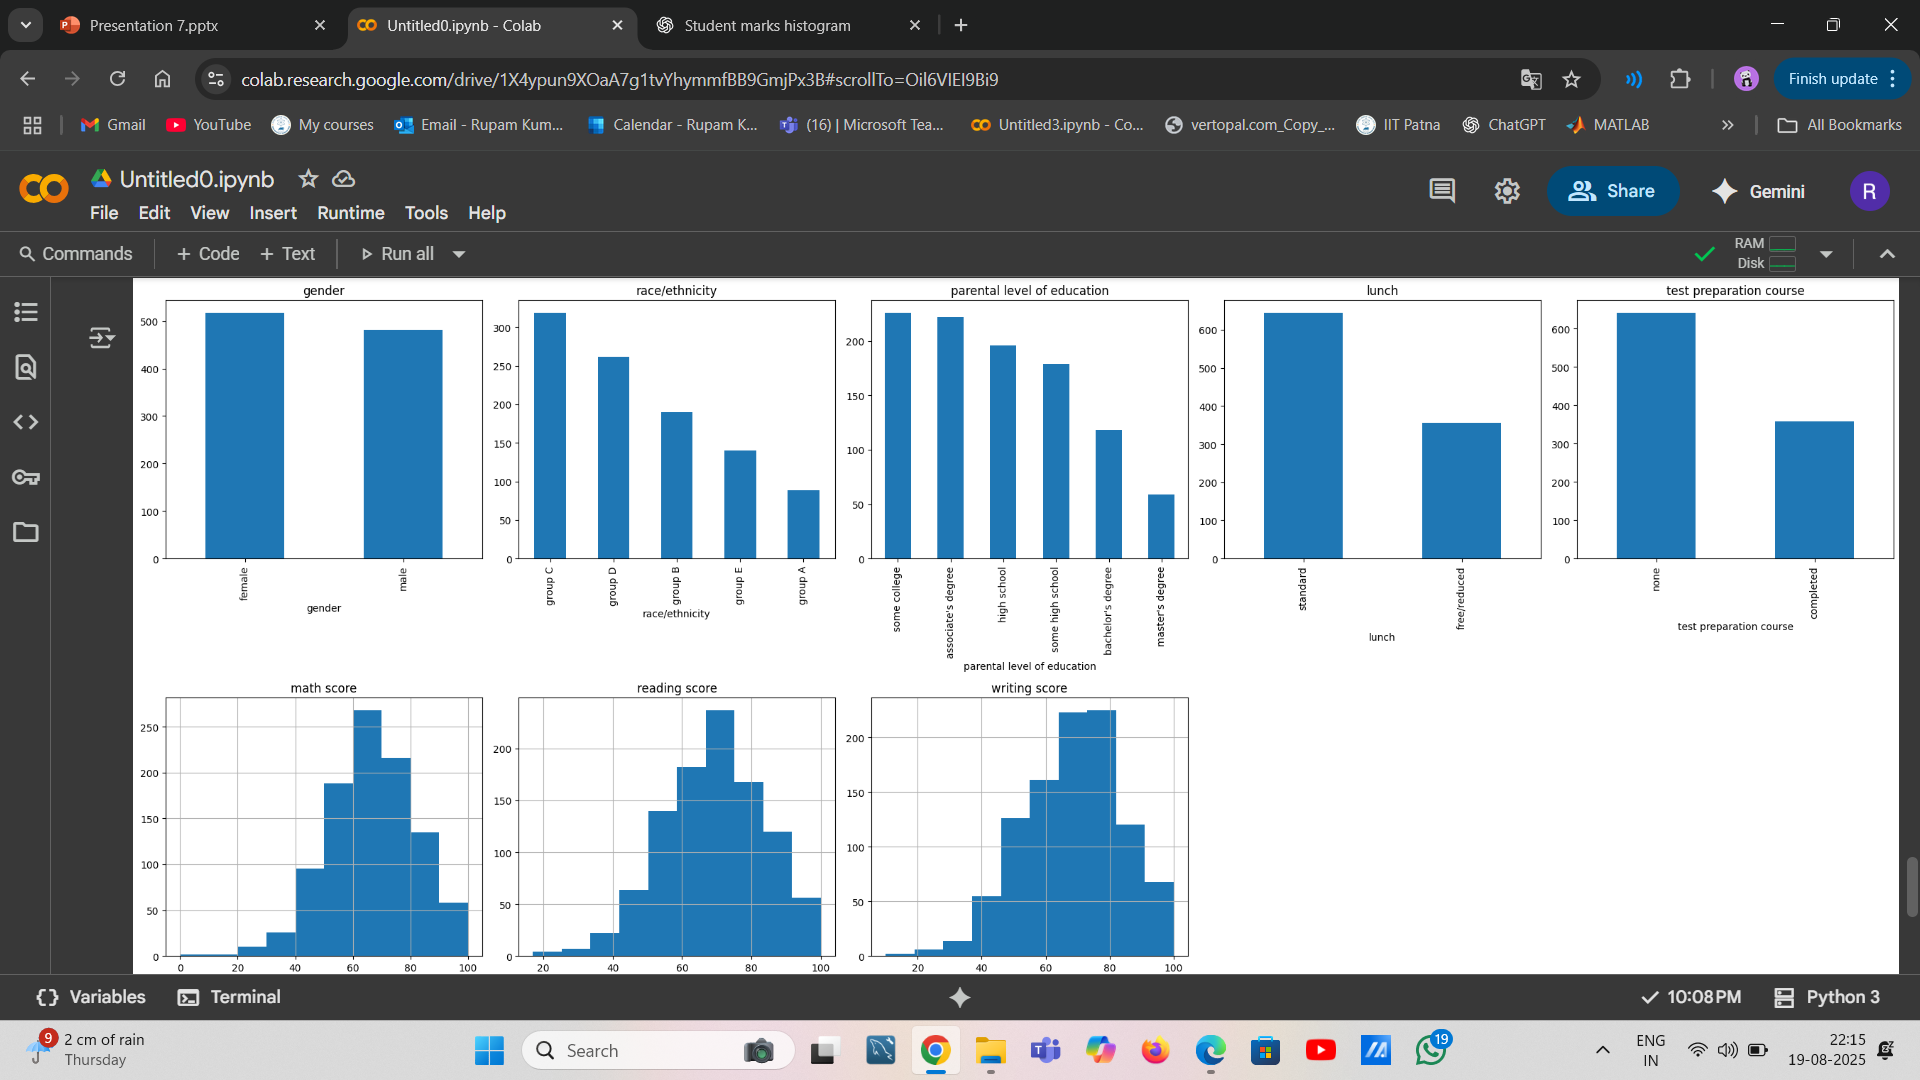 Presentation 7.pptx
Untitled0.ipynb - Colab
Student marks histogram
colab.research.google.com/drive/1X4ypun9XOaA7g1tvYhymmfBB9GmjPx3B#scrollTo=Oil6VIEI9Bi9
Finish update
Gmail
YouTube
My courses
Email - Rupam Kum...
Calendar - Rupam K...
(16) | Microsoft Tea...
Untitled3.ipynb - Co...
vertopal.com_Copy_...
IIT Patna
ChatGPT
MATLAB
All Bookmarks
Untitled0.ipynb
File Edit View Insert Runtime Tools Help
Share
Gemini
R
Commands
+ Code
+ Text
Run all
RAM
Disk
gender
500
400
300
200
100
0
female
male
gender
race/ethnicity
300
250
200
150
100
50
0
group C
group D
group B
group E
group A
race/ethnicity
parental level of education
200
150
100
50
0
some college
associate's degree
high school
some high school
bachelor's degree
master's degree
parental level of education
lunch
600
500
400
300
200
100
0
standard
free/reduced
lunch
test preparation course
600
500
400
300
200
100
0
none
completed
test preparation course
math score
250
200
150
100
50
0
0 20 40 60 80 100
reading score
200
150
100
50
0
20 40 60 80 100
writing score
200
150
100
50
0
20 40 60 80 100
Variables
Terminal
10:08 PM
Python 3
9
2 cm of rain
Thursday
Search
19
ENG
IN
22:15
19-08-2025